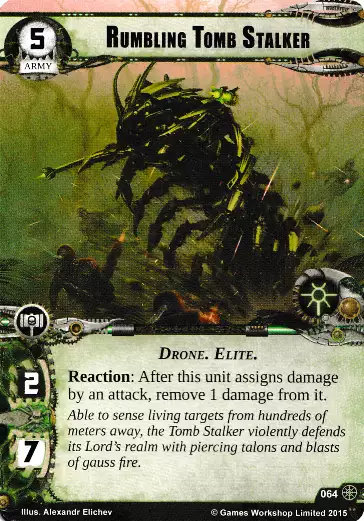 5
RUMBLING TOMB STALKER
ARMY
Drone. Elite.
2
Reaction: After this unit assigns damage
by an attack, remove 1 damage from it.
Able to sense living targets from hundreds of
meters away, the Tomb Stalker violently defends
its Lord's realm with piercing talons and blasts
of gauss fire.
7
064
Illus. Alexandr Elichev
© Games Workshop Limited 2015